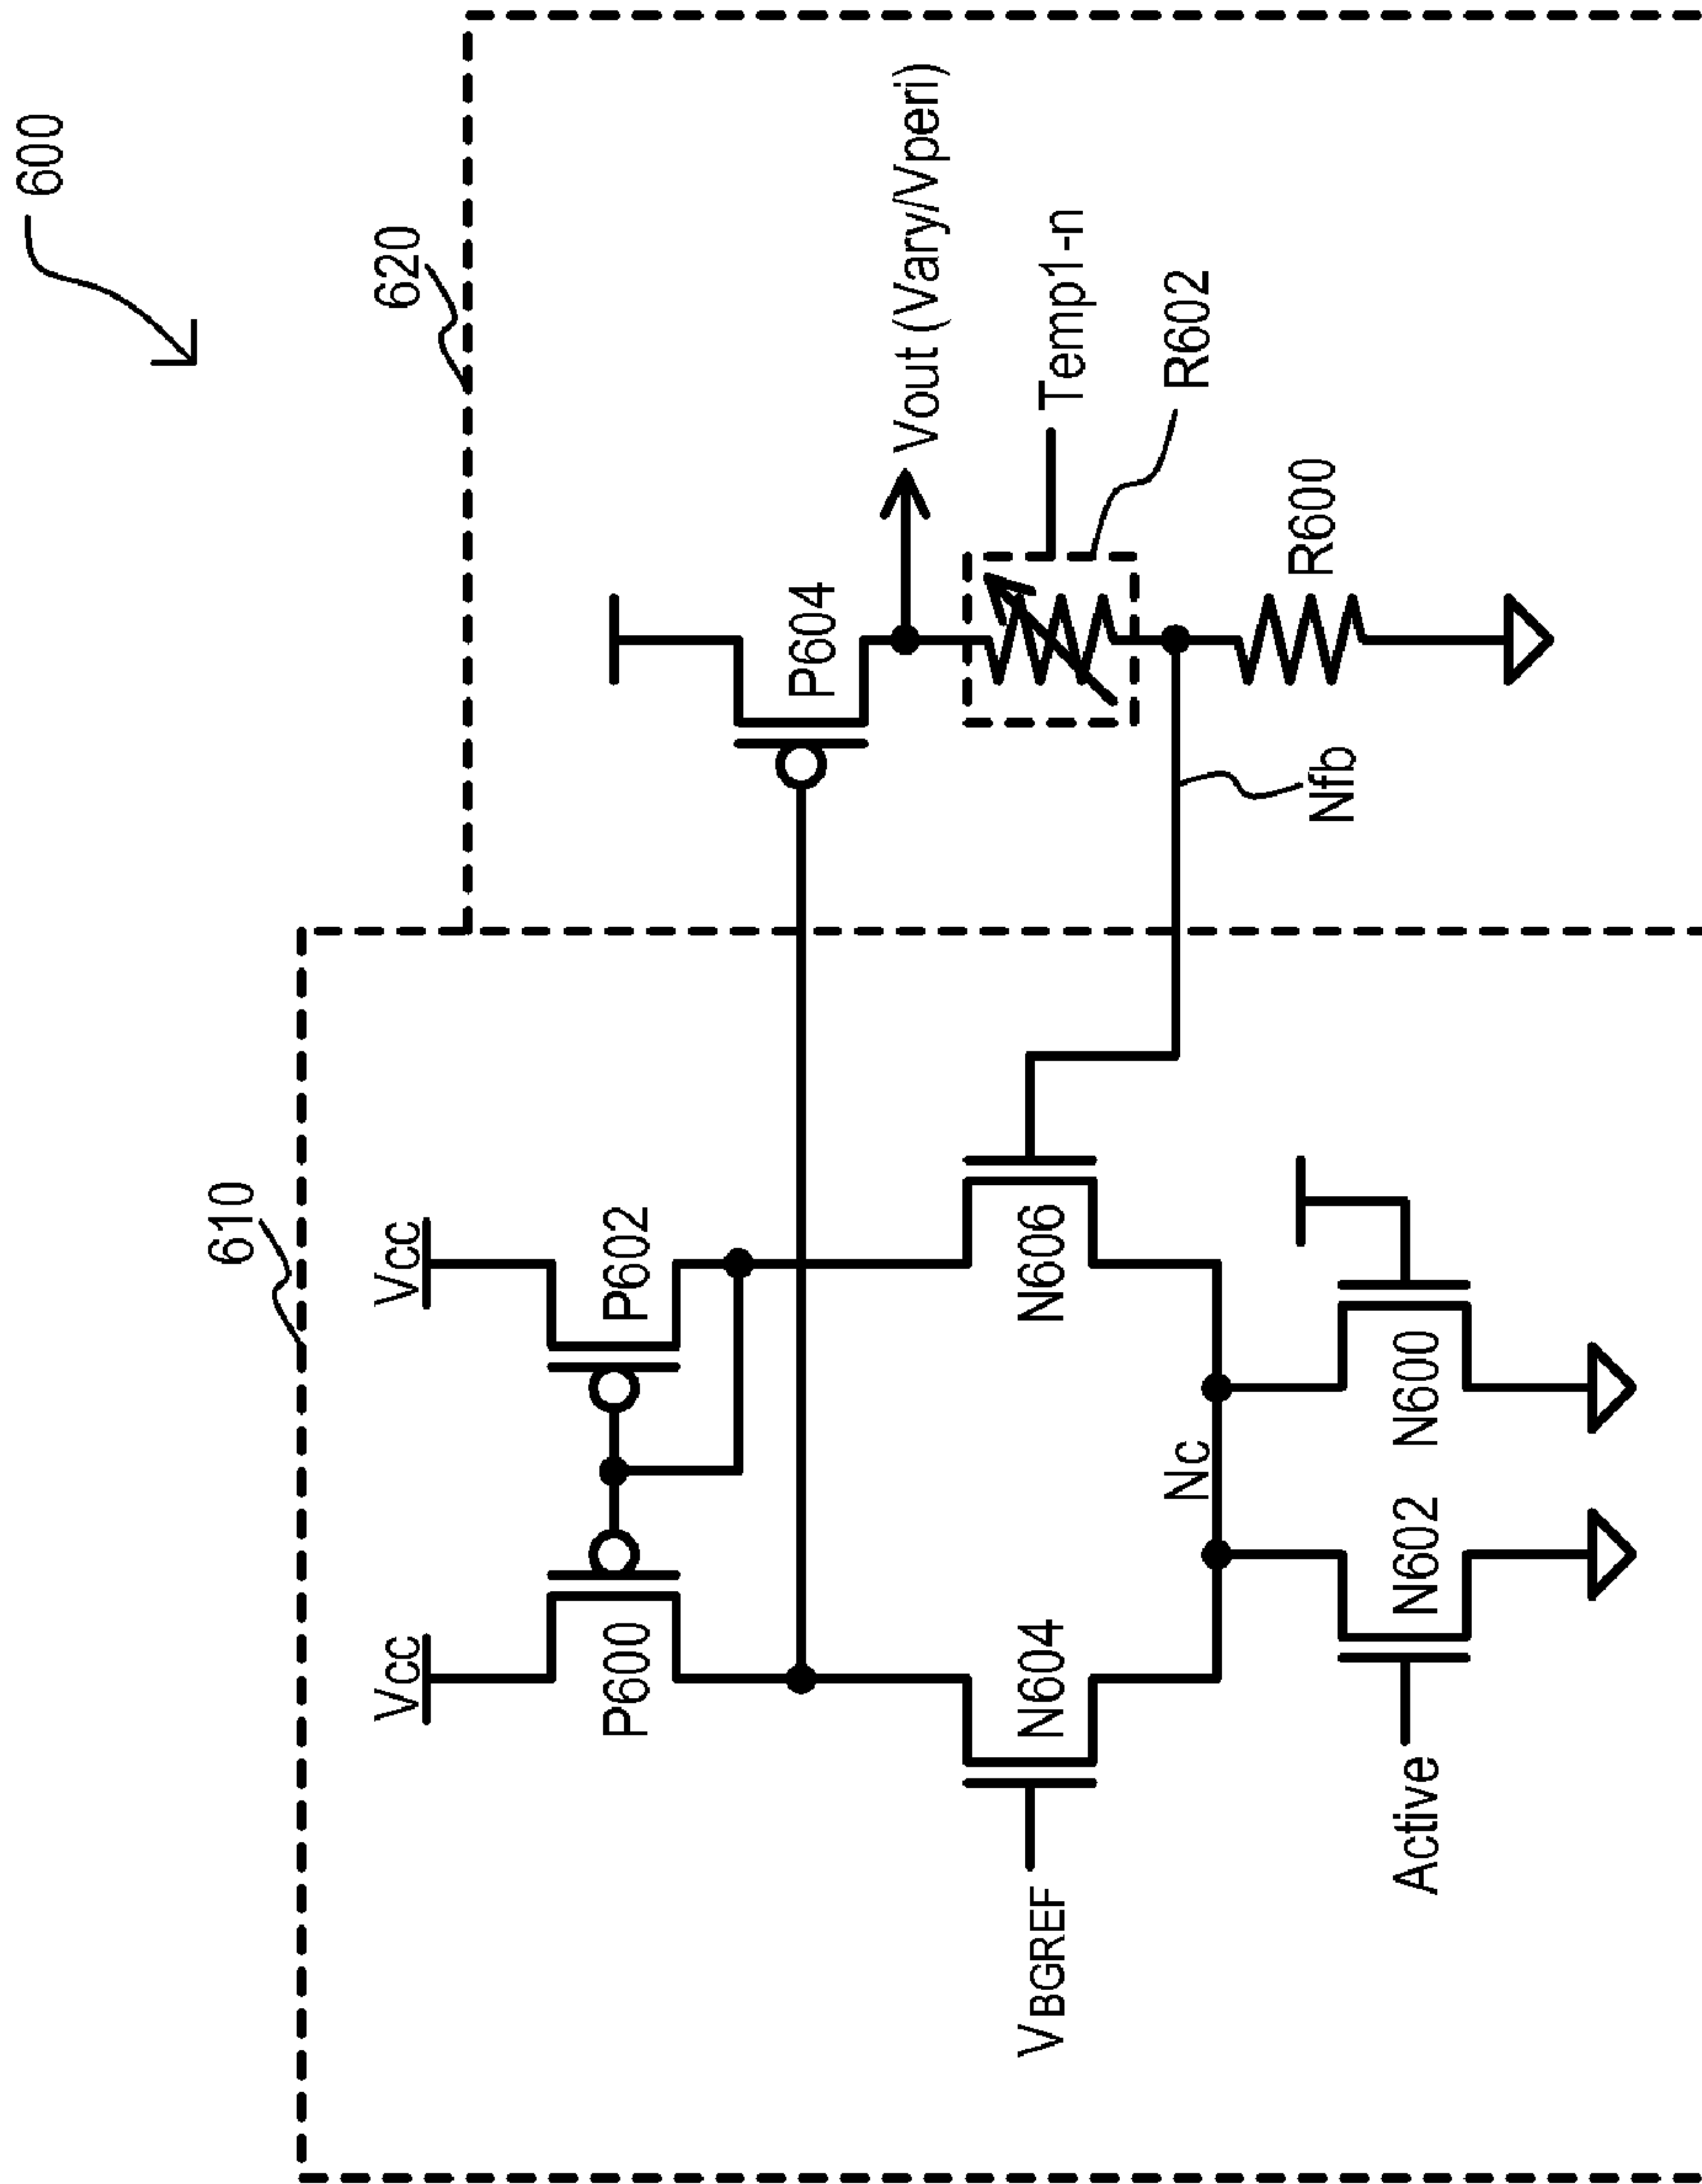 600
610
620
Vcc
Vcc
P600
P602
P604
Vout (Vary/Vperi)
Temp1-n
R602
R600
Nfb
N604
N606
VBGREF
Nc
N602
N600
Active